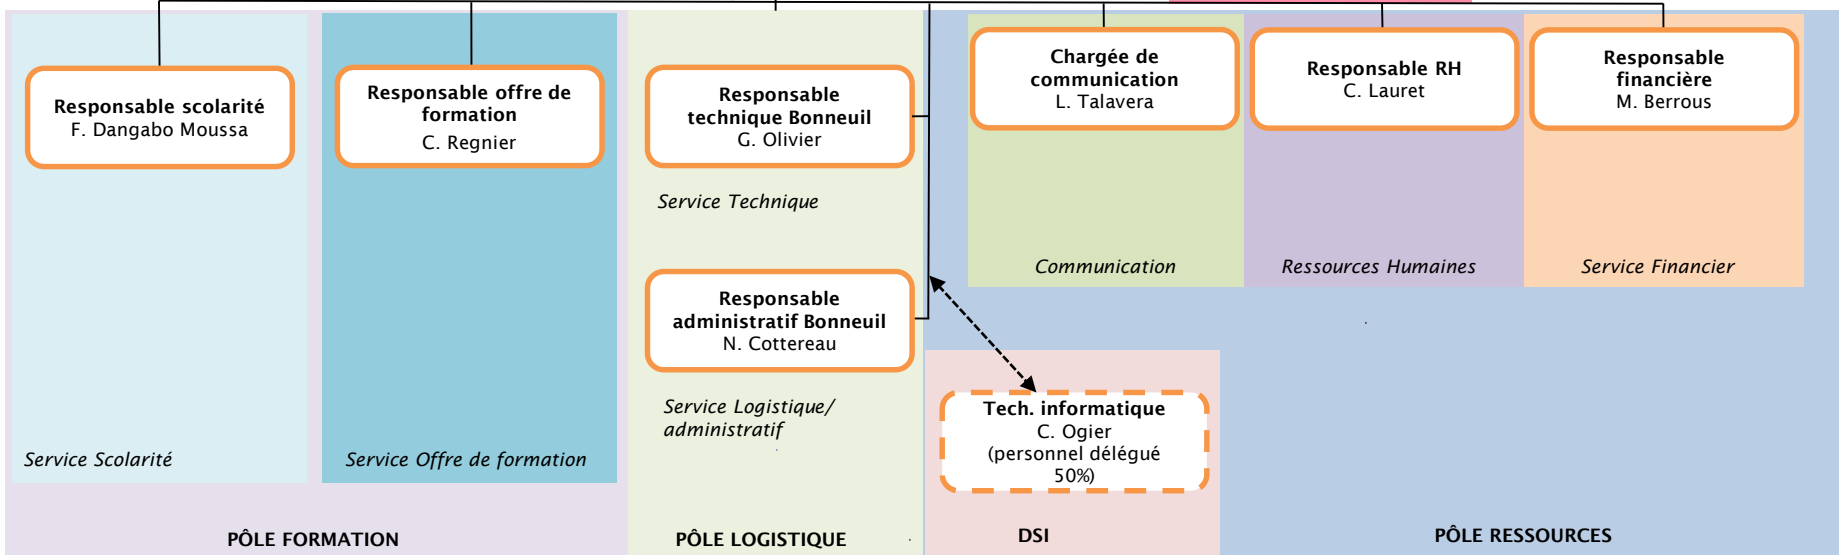 Responsable scolarité
F. Dangabo Moussa
Service Scolarité
Responsable offre de
formation
C. Regnier
Service Offre de formation
PÔLE FORMATION
Responsable
technique Bonneuil
G. Olivier
Service Technique
Responsable
administratif Bonneuil
N. Cottereau
Service Logistique/
administratif
PÔLE LOGISTIQUE
Tech. informatique
C. Ogier
(personnel délégué
50%)
DSI
Chargée de
communication
L. Talavera
Communication
Responsable RH
C. Lauret
Ressources Humaines
Responsable
financière
M. Berrous
Service Financier
PÔLE RESSOURCES